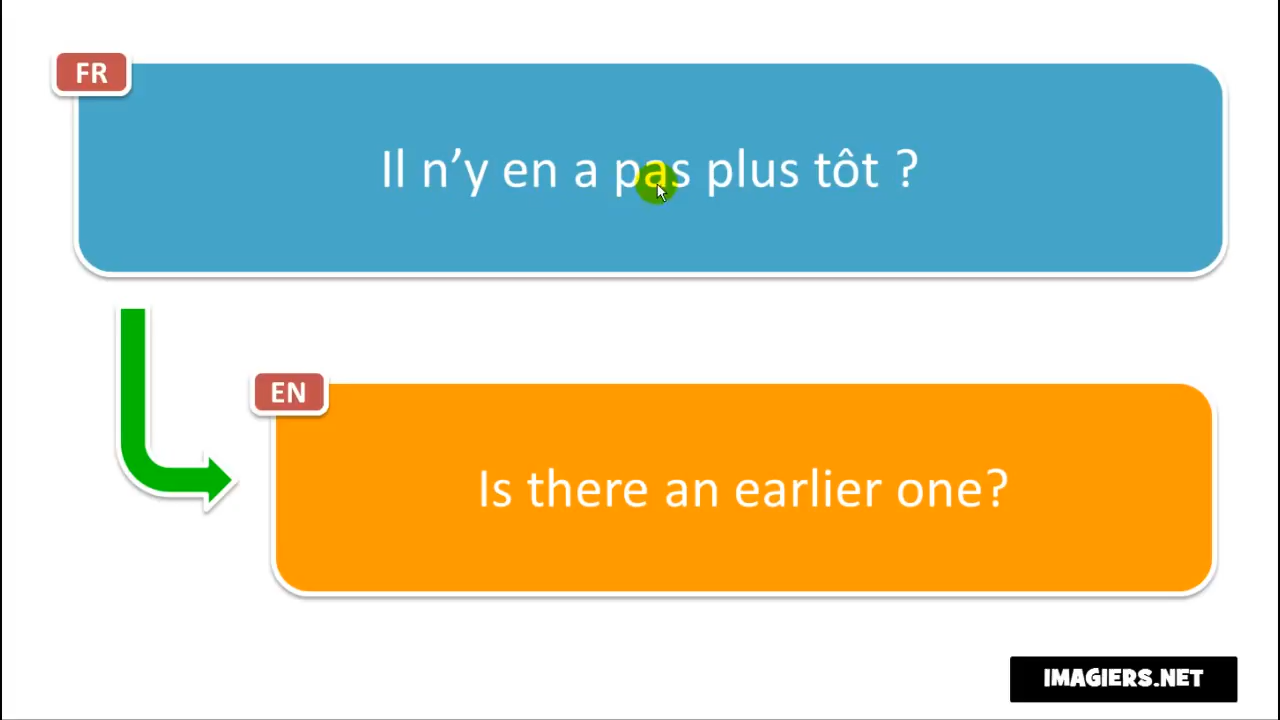 FR
Il n’y en a pas plus tôt ?
EN
Is there an earlier one?
IMAGIERS.NET